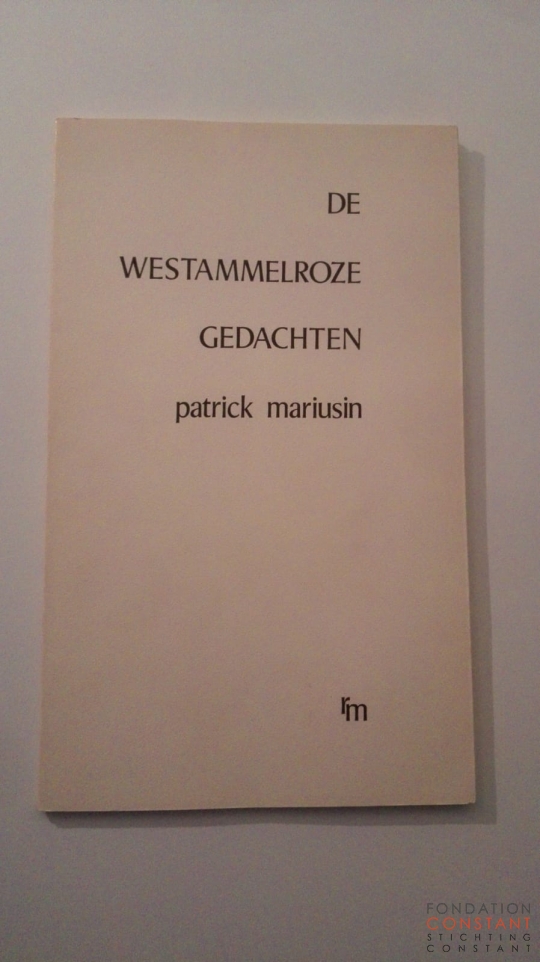 DE
WESTAMMELROZE
GEDACHTEN
patrick mariusin
rm
FONDATION
CONSTANT
STICHTING
CONSTANT